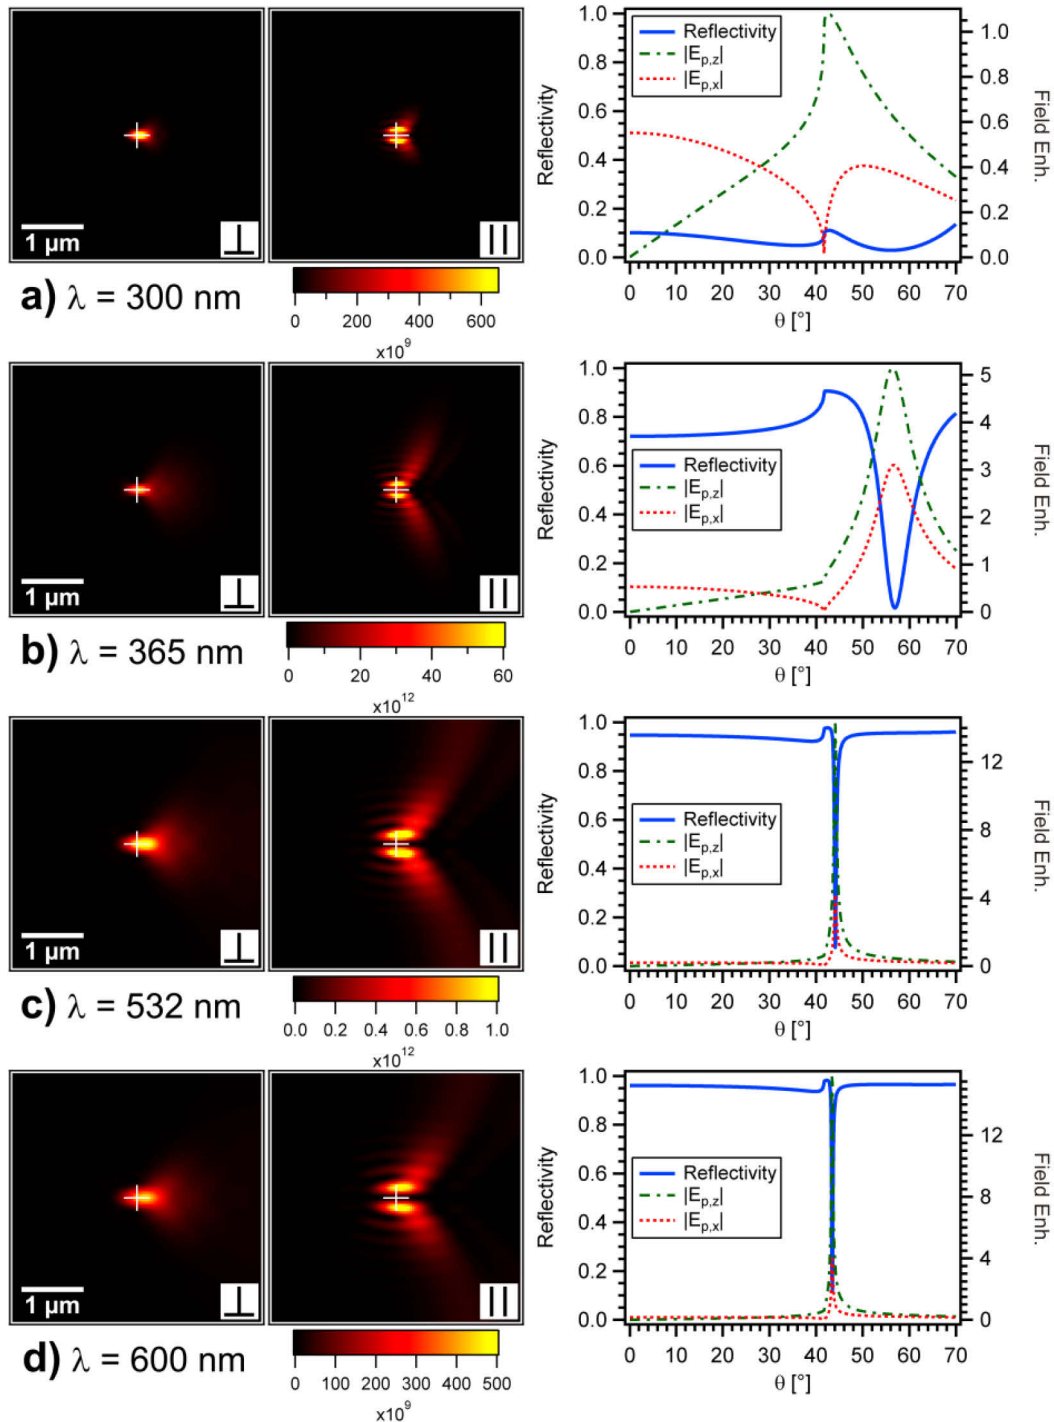 1 µm
⊥
||
a) λ = 300 nm
0 200 400 600
x10⁹
Reflectivity
1.0
0.8
0.6
0.4
0.2
0.0
Reflectivity
|Ep,z|
|Ep,x|
1.0
0.8
0.6
0.4
0.2
0.0
Field Enh.
0 10 20 30 40 50 60 70
θ [°]
1 µm
⊥
||
b) λ = 365 nm
0 20 40 60
x10¹²
Reflectivity
1.0
0.8
0.6
0.4
0.2
0.0
Reflectivity
|Ep,z|
|Ep,x|
5
4
3
2
1
0
Field Enh.
0 10 20 30 40 50 60 70
θ [°]
1 µm
⊥
||
c) λ = 532 nm
0.0 0.2 0.4 0.6 0.8 1.0
x10¹²
Reflectivity
1.0
0.8
0.6
0.4
0.2
0.0
Reflectivity
|Ep,z|
|Ep,x|
12
8
4
0
Field Enh.
0 10 20 30 40 50 60 70
θ [°]
1 µm
⊥
||
d) λ = 600 nm
0 100 200 300 400 500
x10⁹
Reflectivity
1.0
0.8
0.6
0.4
0.2
0.0
Reflectivity
|Ep,z|
|Ep,x|
12
8
4
0
Field Enh.
0 10 20 30 40 50 60 70
θ [°]